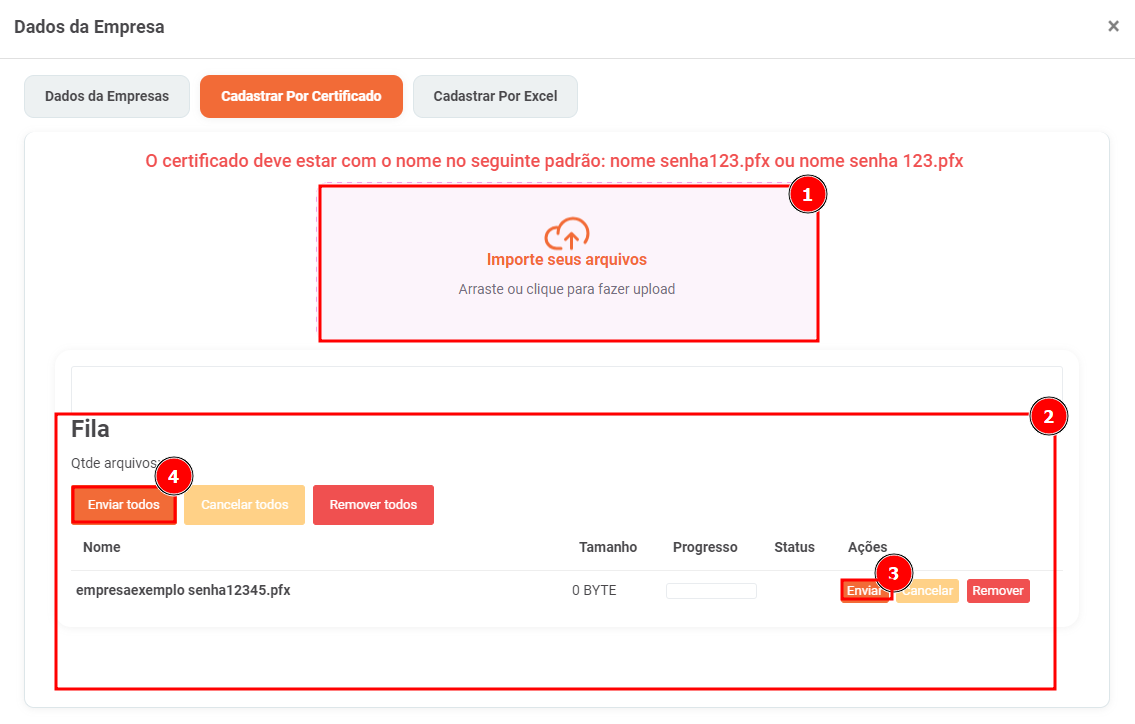 Dados da Empresa ×
Dados da Empresas Cadastrar Por Certificado Cadastrar Por Excel
O certificado deve estar com o nome no seguinte padrão: nome senha123.pfx ou nome senha 123.pfx
1
Importe seus arquivos
Arraste ou clique para fazer upload
2
Fila
Qtde arquivos:
4
Enviar todos Cancelar todos Remover todos
Nome Tamanho Progresso Status Ações
3
empresaexemplo senha12345.pfx 0 BYTE Enviar Cancelar Remover